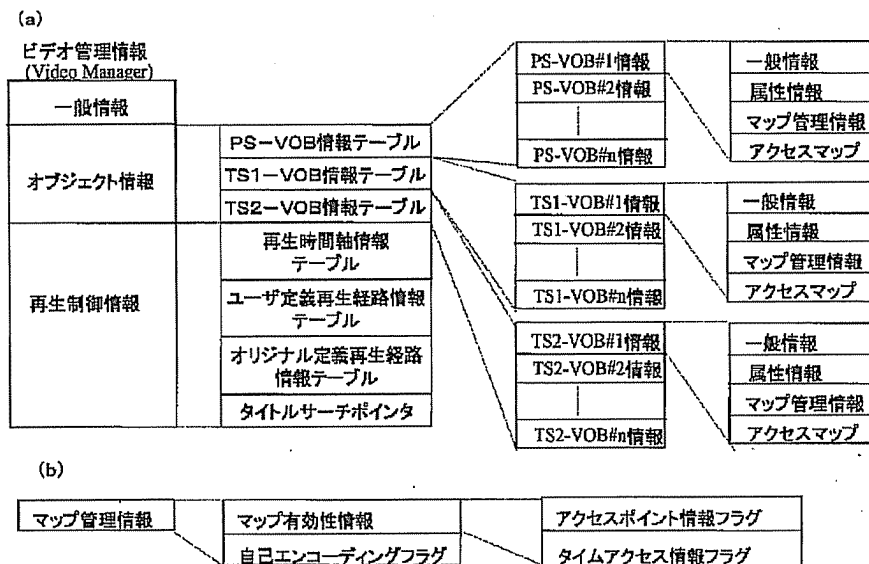 (a)
ビデオ管理情報
(Video Manager)
一般情報
オブジェクト情報
再生制御情報
PS－VOB情報テーブル
TS1－VOB情報テーブル
TS2－VOB情報テーブル
再生時間軸情報
テーブル
ユーザ定義再生経路情報
テーブル
オリジナル定義再生経路
情報テーブル
タイトルサーチポインタ
PS-VOB#1情報
PS-VOB#2情報
PS-VOB#n情報
一般情報
属性情報
マップ管理情報
アクセスマップ
TS1-VOB#1情報
TS1-VOB#2情報
TS1-VOB#n情報
一般情報
属性情報
マップ管理情報
アクセスマップ
TS2-VOB#1情報
TS2-VOB#2情報
TS2-VOB#n情報
一般情報
属性情報
マップ管理情報
アクセスマップ
(b)
マップ管理情報
マップ有効性情報
自己エンコーディングフラグ
アクセスポイント情報フラグ
タイムアクセス情報フラグ